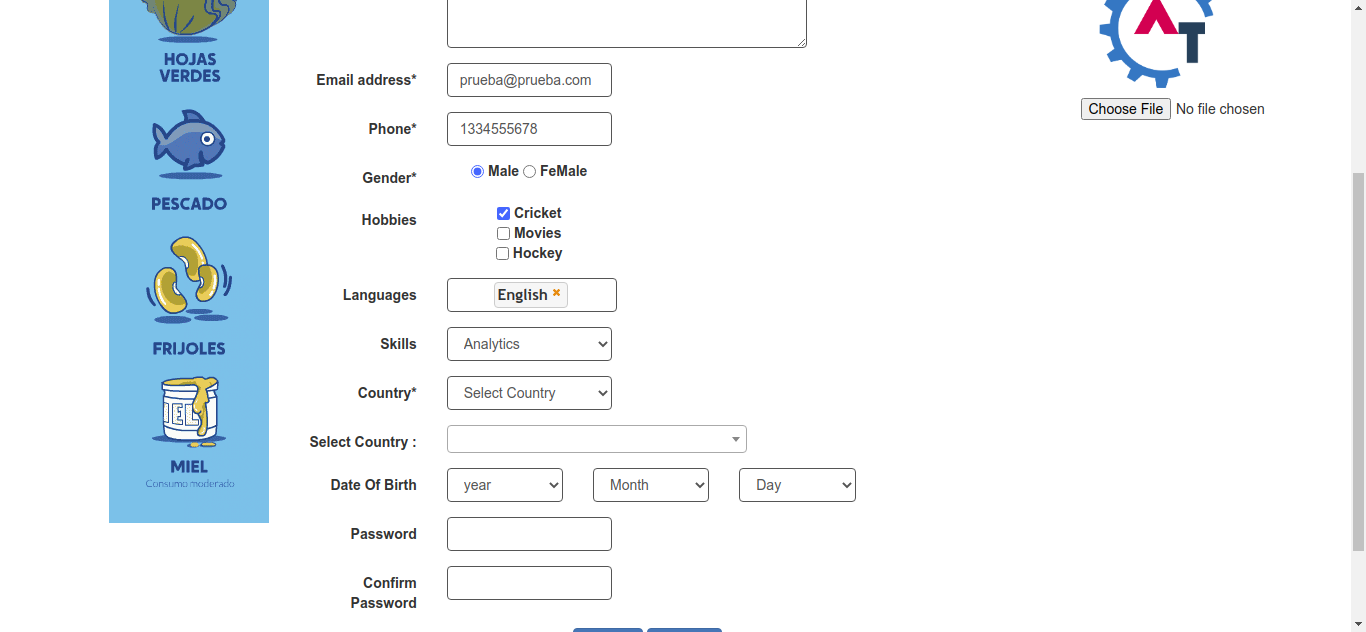 HOJAS
VERDES
PESCADO
FRIJOLES
IEL
MIEL
Consumo moderado
Email address* prueba@prueba.com
Phone* 1334555678
Gender* Male FeMale
Hobbies Cricket
Movies
Hockey
Languages English
Skills Analytics
Country* Select Country
Select Country :
Date Of Birth year Month Day
Password
Confirm
Password
AT
Choose File No file chosen